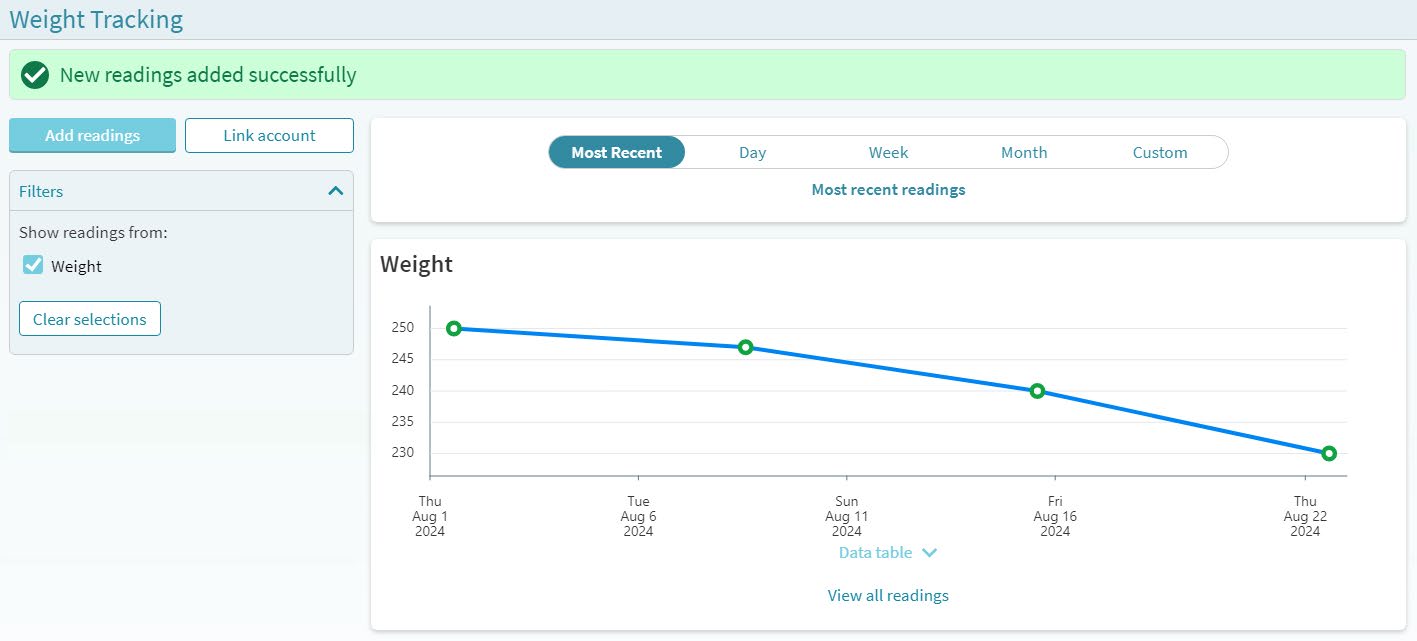 Weight Tracking
New readings added successfully
Add readings
Link account
Filters
Show readings from:
Weight
Clear selections
Most Recent Day Week Month Custom
Most recent readings
Weight
250
245
240
235
230
Thu Tue Sun Fri Thu
Aug 1 Aug 6 Aug 11 Aug 16 Aug 22
2024 2024 2024 2024 2024
Data table
View all readings